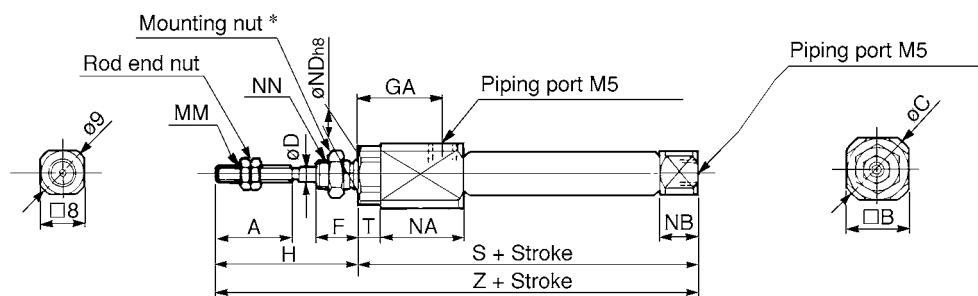 Mounting nut *
Rod end nut
MM
NN
øNDh8
øD
GA
Piping port M5
Piping port M5
ø9
□8
øC
□B
A
F
T
NA
NB
H
S + Stroke
Z + Stroke